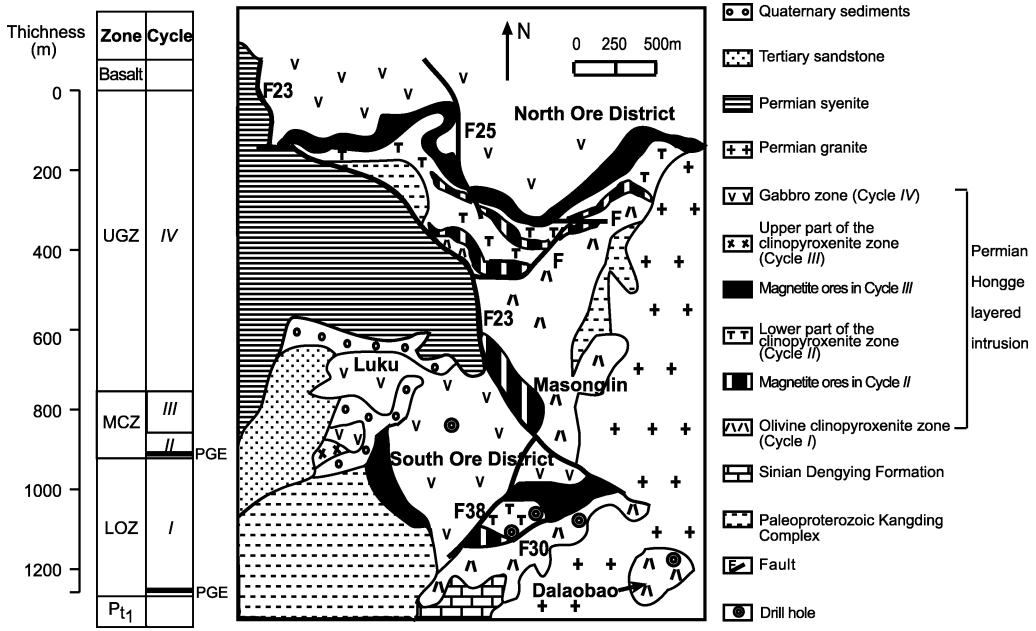 Thichness
(m)
Zone Cycle
Basalt
0
200
400
600
800
1000
1200
UGZ
IV
MCZ
III
II
PGE
LOZ
I
PGE
Pt1
N
0 250 500m
F23
North Ore District
F25
F
F
F23
Luku
Masonglin
South Ore District
F38
F30
Dalaobao
Quaternary sediments
Tertiary sandstone
Permian syenite
Permian granite
Gabbro zone (Cycle IV)
Upper part of the
clinopyroxenite zone
(Cycle III)
Magnetite ores in Cycle III
Lower part of the
clinopyroxenite zone
(Cycle II)
Magnetite ores in Cycle II
Olivine clinopyroxenite zone
(Cycle I)
Sinian Dengying Formation
Paleoproterozoic Kangding
Complex
F
Fault
Drill hole
Permian
Hongge
layered
intrusion